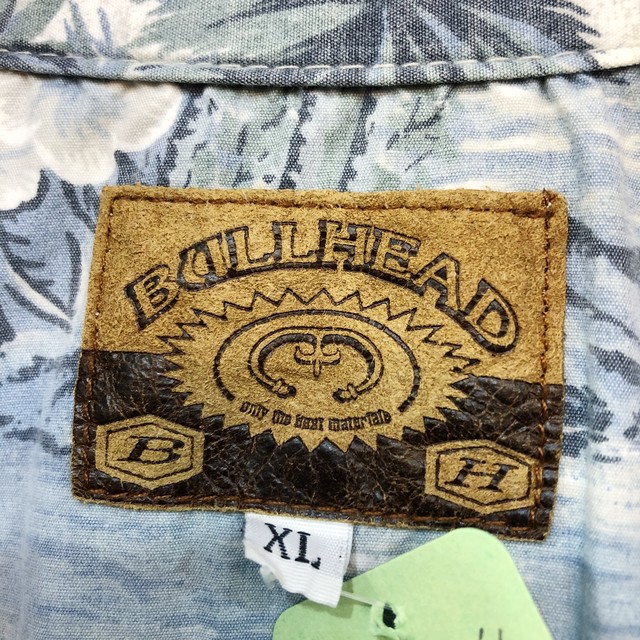 BULLHEAD
only the best materials
B H
XL